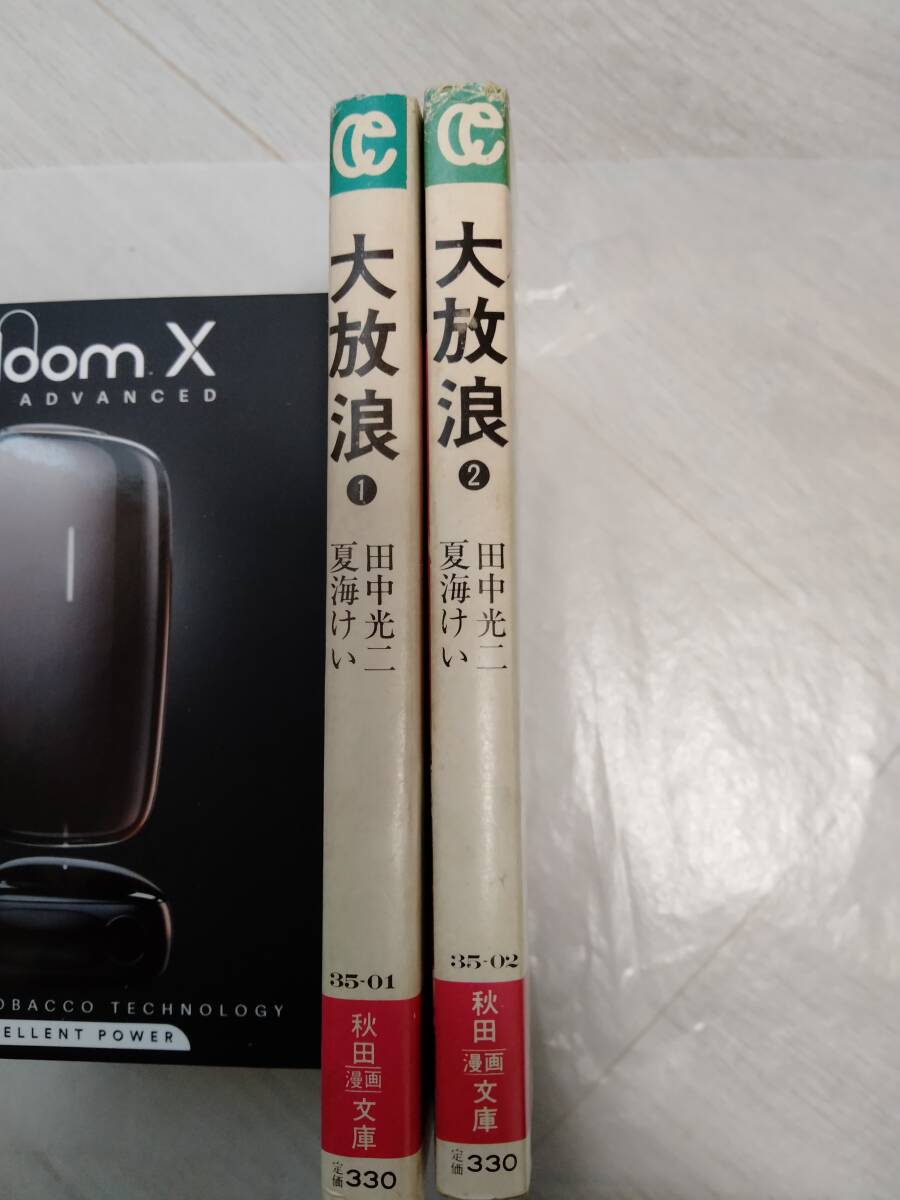 大放浪
1
田中光二
夏海けい
35-01
秋田
漫画
文庫
定価330
大放浪
2
田中光二
夏海けい
35-02
秋田
漫画
文庫
定価330
X
ADVANCED
TECHNOLOGY
POWER